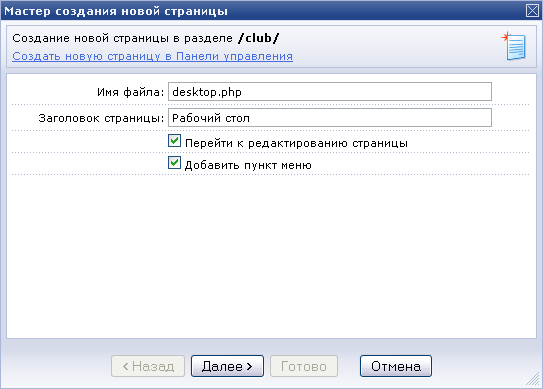 Мастер создания новой страницы
Создание новой страницы в разделе /club/
Создать новую страницу в Панели управления
Имя файла: desktop.php
Заголовок страницы: Рабочий стол
Перейти к редактированию страницы
Добавить пункт меню
< Назад Далее > Готово Отмена